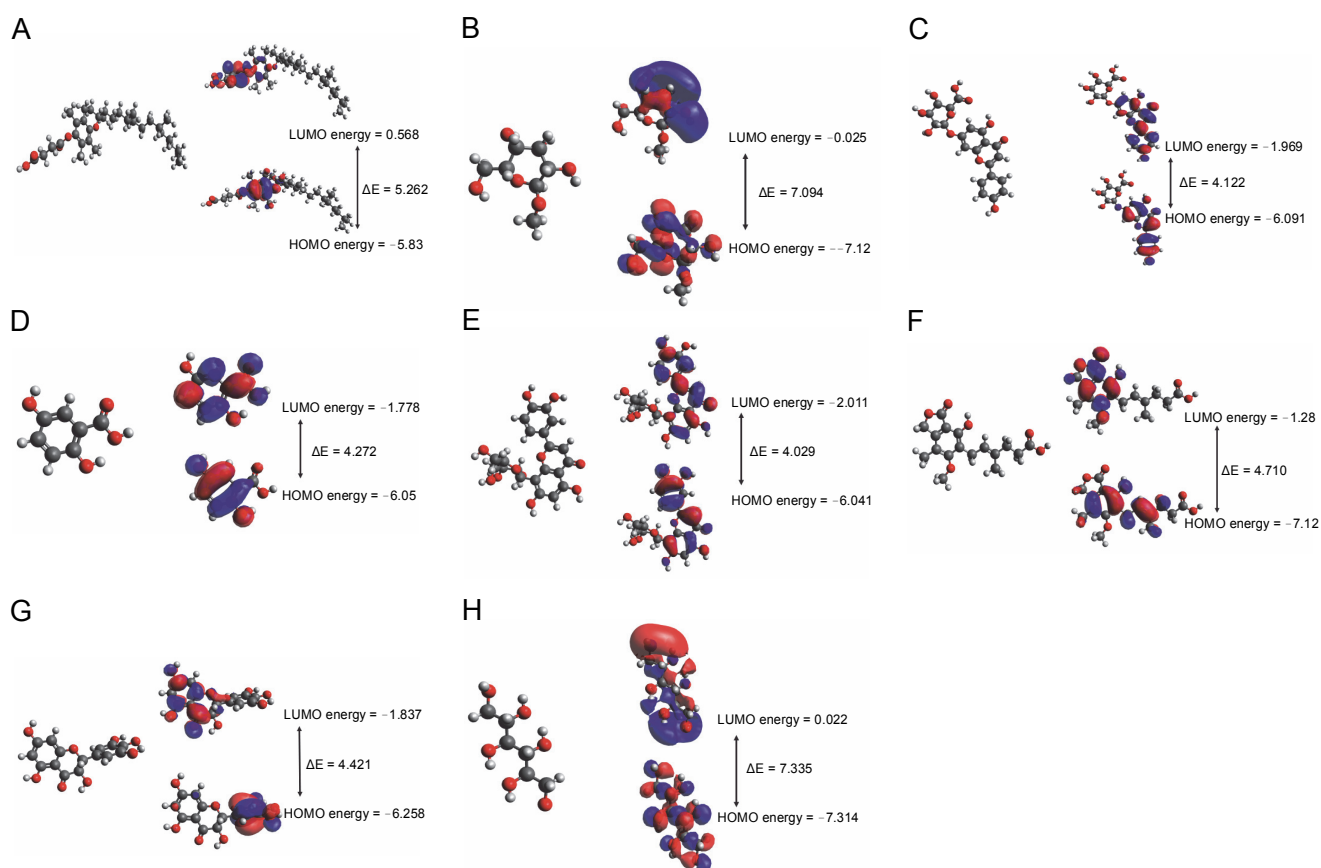 A
LUMO energy = 0.568
ΔE = 5.262
HOMO energy = −5.83
B
LUMO energy = −0.025
ΔE = 7.094
HOMO energy = −-7.12
C
LUMO energy = −1.969
ΔE = 4.122
HOMO energy = −6.091
D
LUMO energy = −1.778
ΔE = 4.272
HOMO energy = −6.05
E
LUMO energy = −2.011
ΔE = 4.029
HOMO energy = −6.041
F
LUMO energy = −1.28
ΔE = 4.710
HOMO energy = −7.12
G
LUMO energy = −1.837
ΔE = 4.421
HOMO energy = −6.258
H
LUMO energy = 0.022
ΔE = 7.335
HOMO energy = −7.314